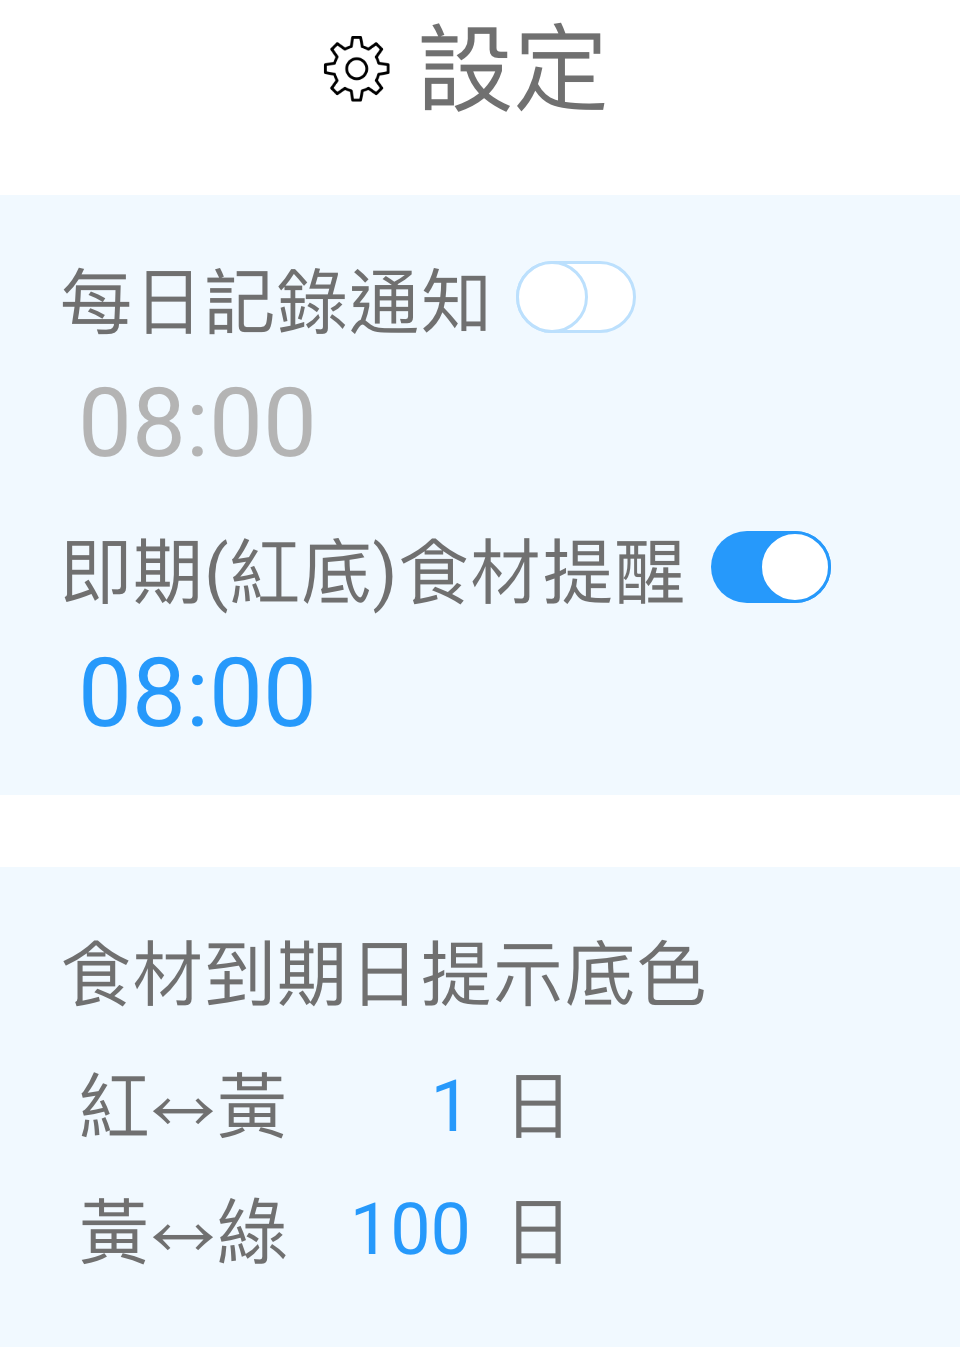 設定
每日記錄通知
08:00
即期(紅底)食材提醒
08:00
食材到期日提示底色
紅↔黃 1 日
黃↔綠 100 日